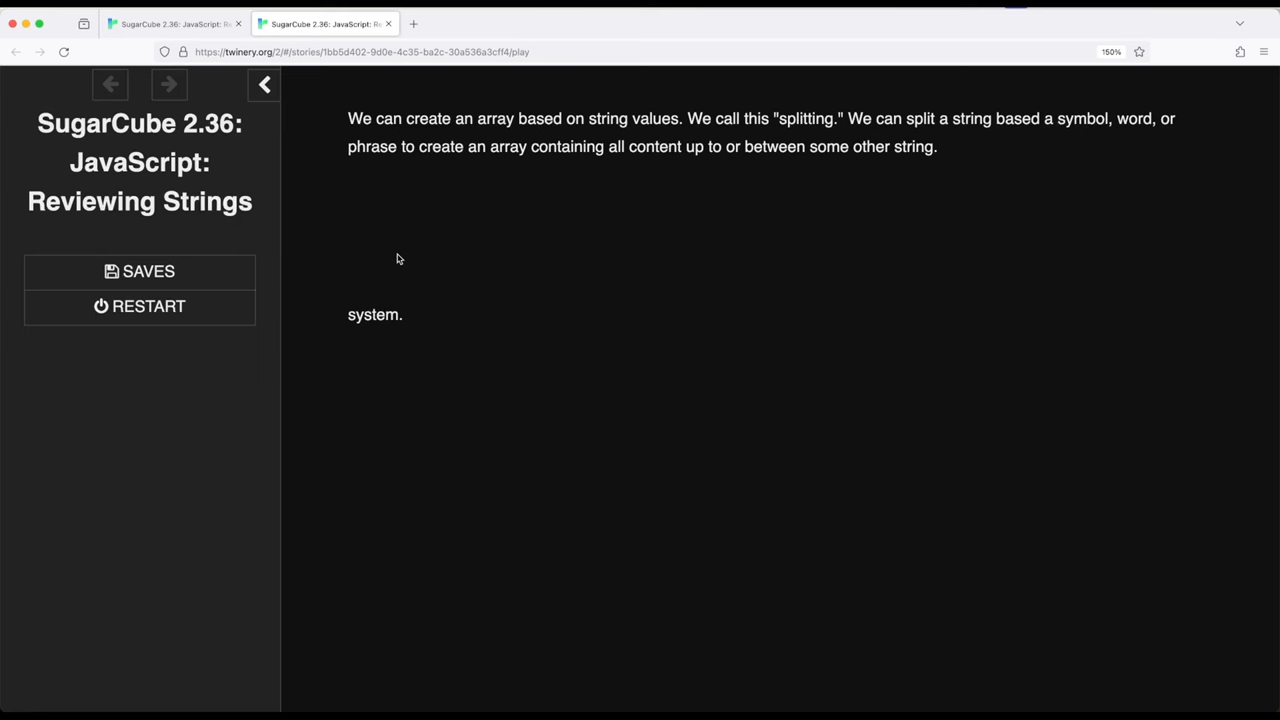 SugarCube 2.36: JavaScript: Re
SugarCube 2.36: JavaScript: Re
https://twinery.org/2/#/stories/1bb5d402-9d0e-4c35-ba2c-30a536a3cff4/play
150%
SugarCube 2.36:
JavaScript:
Reviewing Strings
SAVES
RESTART
We can create an array based on string values. We call this "splitting." We can split a string based a symbol, word, or
phrase to create an array containing all content up to or between some other string.
system.